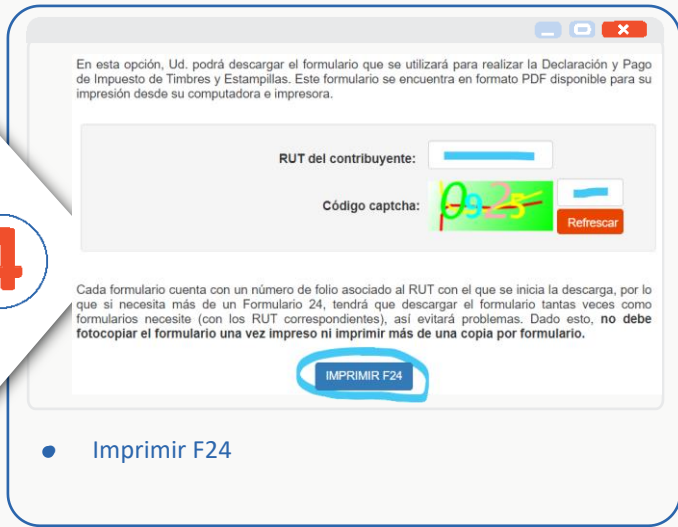 En esta opción, Ud. podrá descargar el formulario que se utilizará para realizar la Declaración y Pago
de Impuesto de Timbres y Estampillas. Este formulario se encuentra en formato PDF disponible para su
impresión desde su computadora e impresora.
RUT del contribuyente:
Código captcha:
0925
Refrescar
4
Cada formulario cuenta con un número de folio asociado al RUT con el que se inicia la descarga, por lo
que si necesita más de un Formulario 24, tendrá que descargar el formulario tantas veces como
formularios necesite (con los RUT correspondientes), así evitará problemas. Dado esto, no debe
fotocopiar el formulario una vez impreso ni imprimir más de una copia por formulario.
IMPRIMIR F24
• Imprimir F24